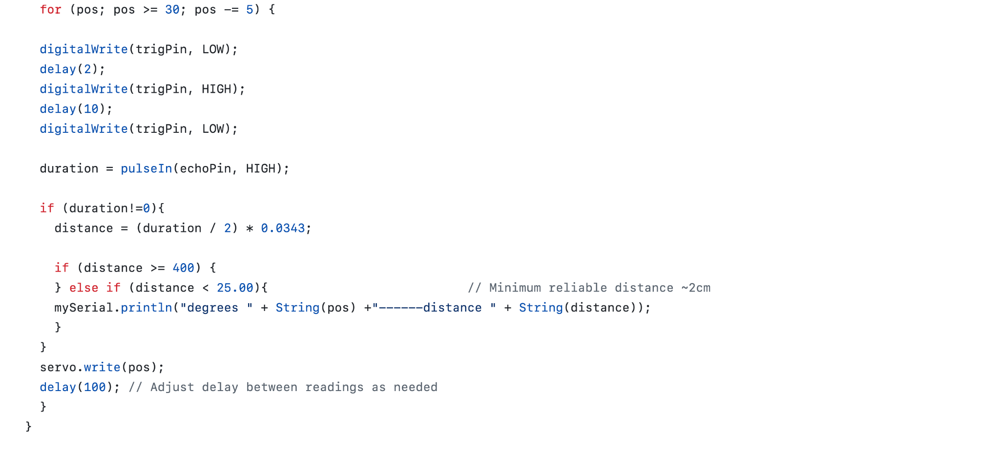 for (pos; pos >= 30; pos -= 5) {
digitalWrite(trigPin, LOW);
delay(2);
digitalWrite(trigPin, HIGH);
delay(10);
digitalWrite(trigPin, LOW);
duration = pulseIn(echoPin, HIGH);
if (duration!=0){
distance = (duration / 2) * 0.0343;
if (distance >= 400) {
} else if (distance < 25.00){ // Minimum reliable distance ~2cm
mySerial.println("degrees " + String(pos) +"------distance " + String(distance));
}
}
servo.write(pos);
delay(100); // Adjust delay between readings as needed
}
}